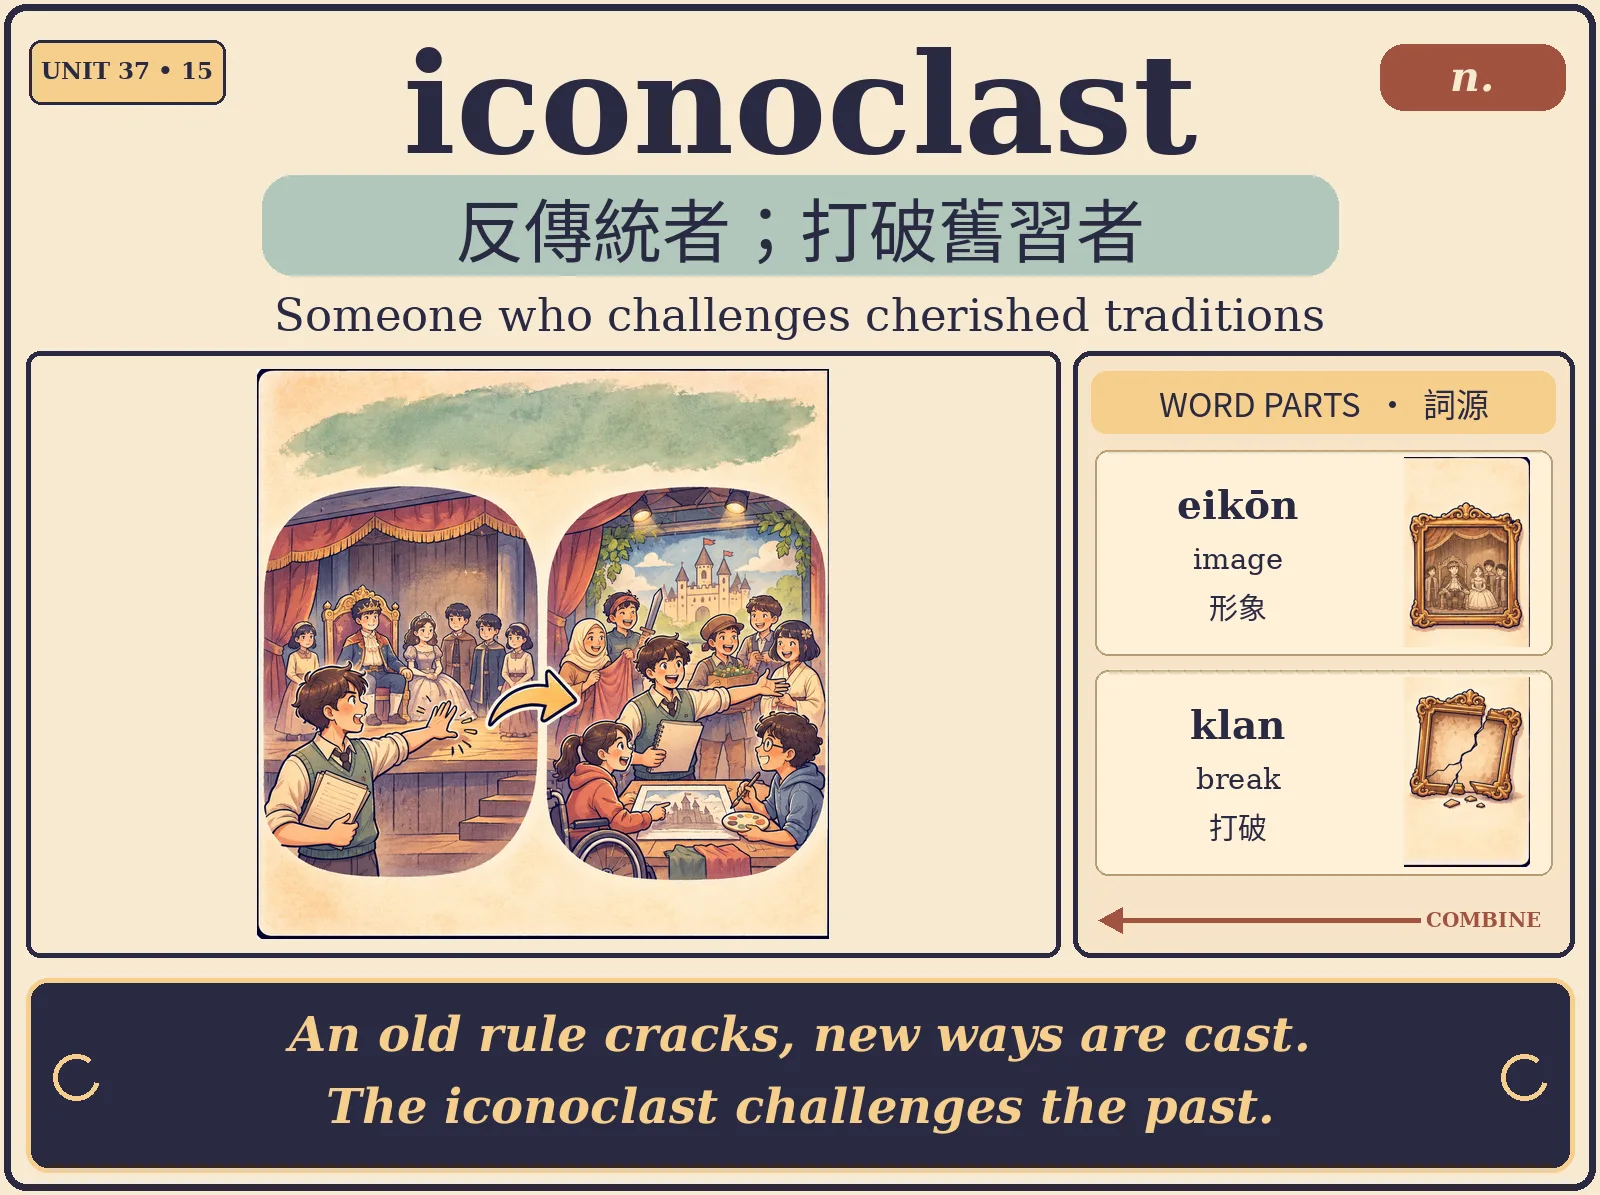 UNIT 37 • 15
iconoclast
n.
反傳統者；打破舊習者
Someone who challenges cherished traditions
WORD PARTS • 詞源
eikōn
image
形象
klan
break
打破
COMBINE
An old rule cracks, new ways are cast.
The iconoclast challenges the past.